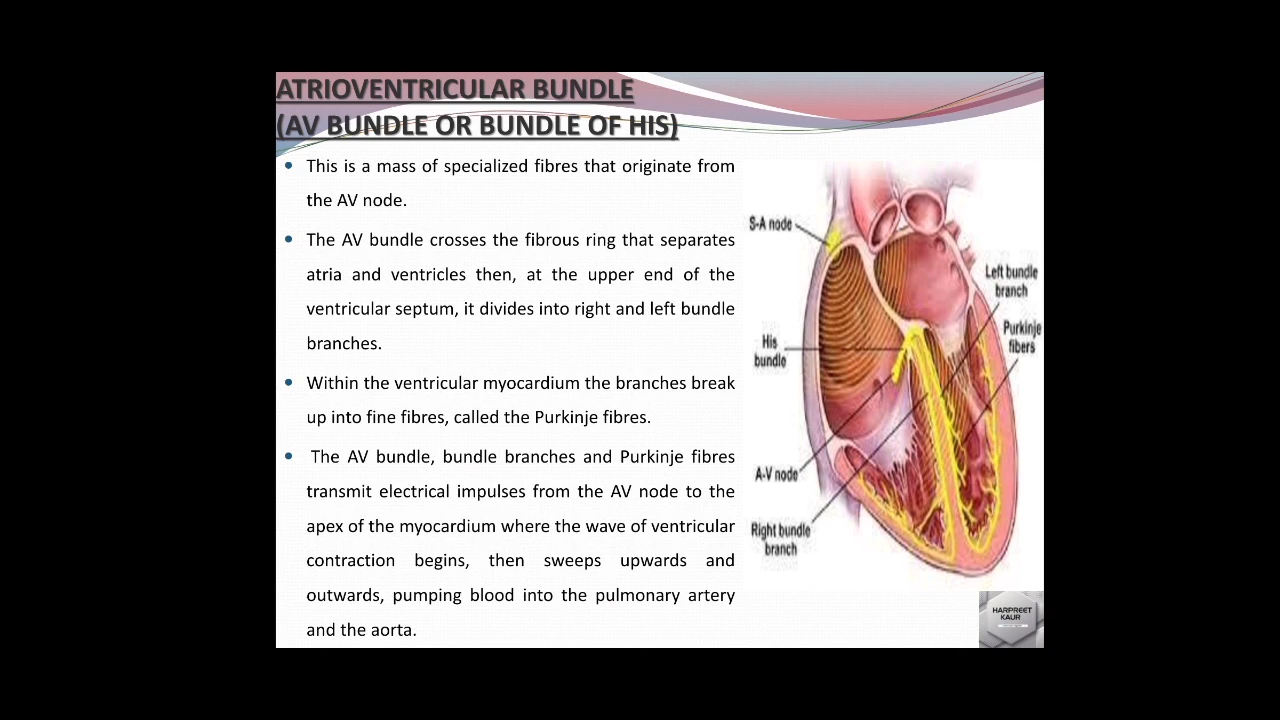 ATRIOVENTRICULAR BUNDLE
(AV BUNDLE OR BUNDLE OF HIS)
• This is a mass of specialized fibres that originate from
the AV node.
• The AV bundle crosses the fibrous ring that separates
atria and ventricles then, at the upper end of the
ventricular septum, it divides into right and left bundle
branches.
• Within the ventricular myocardium the branches break
up into fine fibres, called the Purkinje fibres.
• The AV bundle, bundle branches and Purkinje fibres
transmit electrical impulses from the AV node to the
apex of the myocardium where the wave of ventricular
contraction begins, then sweeps upwards and
outwards, pumping blood into the pulmonary artery
and the aorta.
S-A node
Left bundle
branch
Purkinje
fibers
His
bundle
A-V node
Right bundle
branch
HARPREET
KAUR